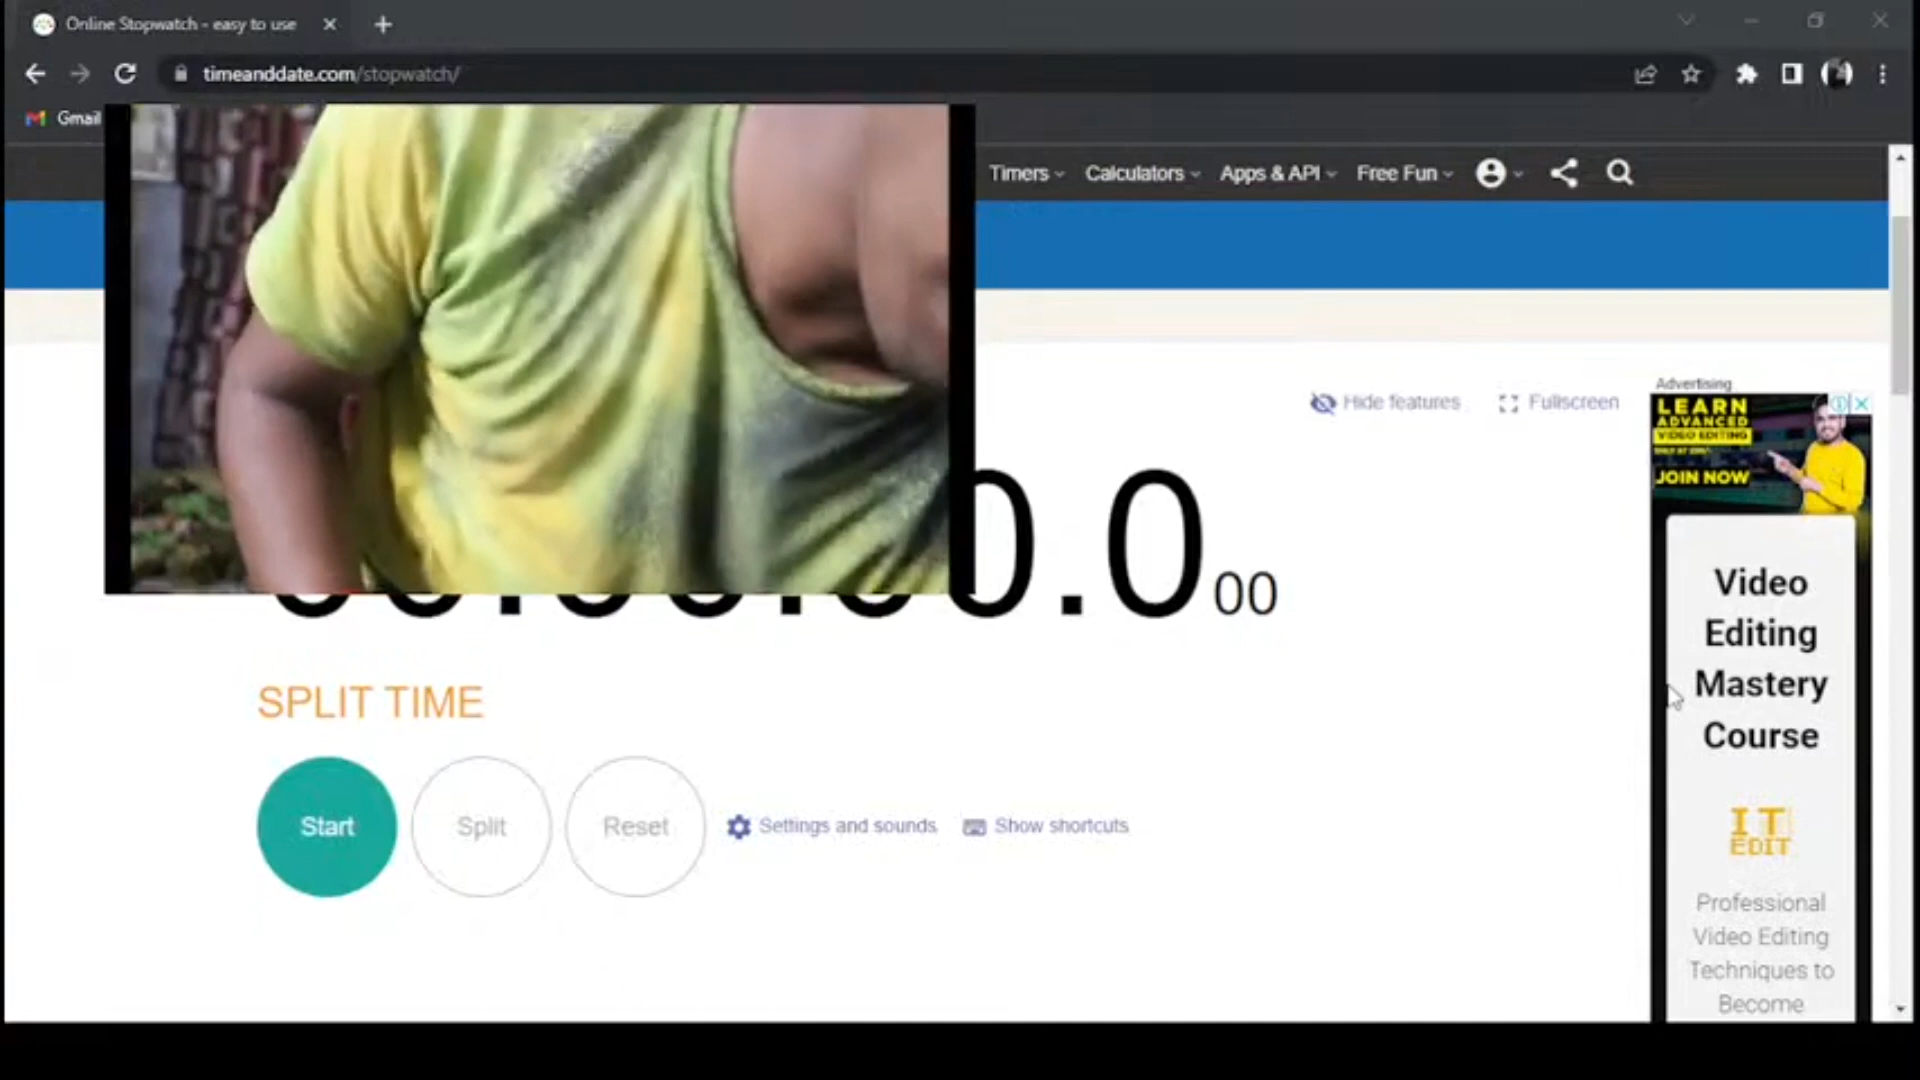 Online Stopwatch - easy to use
timeanddate.com/stopwatch/
Gmail
Timers
Calculators
Apps & API
Free Fun
Hide features
Fullscreen
Advertising
LEARN
ADVANCED
VIDEO EDITING
JOIN NOW
0.0
00
SPLIT TIME
Start
Split
Reset
Settings and sounds
Show shortcuts
Video
Editing
Mastery
Course
IT
EDIT
Professional
Video Editing
Techniques to
Become